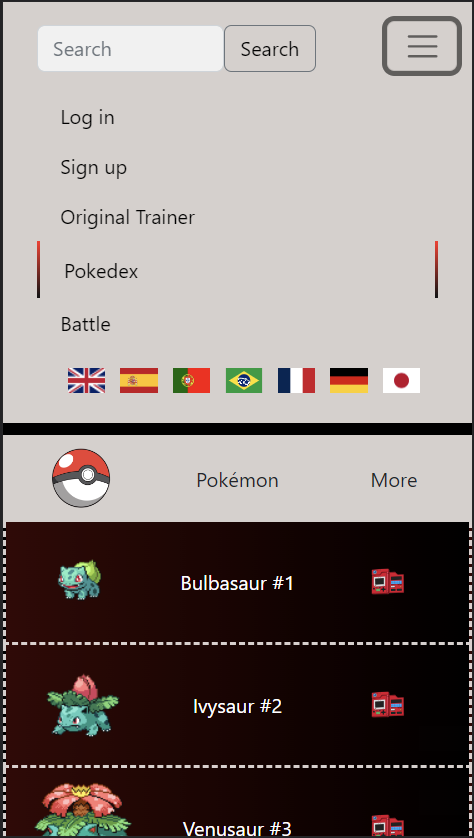 Search Search
Log in
Sign up
Original Trainer
Pokedex
Battle
Pokémon More
Bulbasaur #1
Ivysaur #2
Venusaur #3